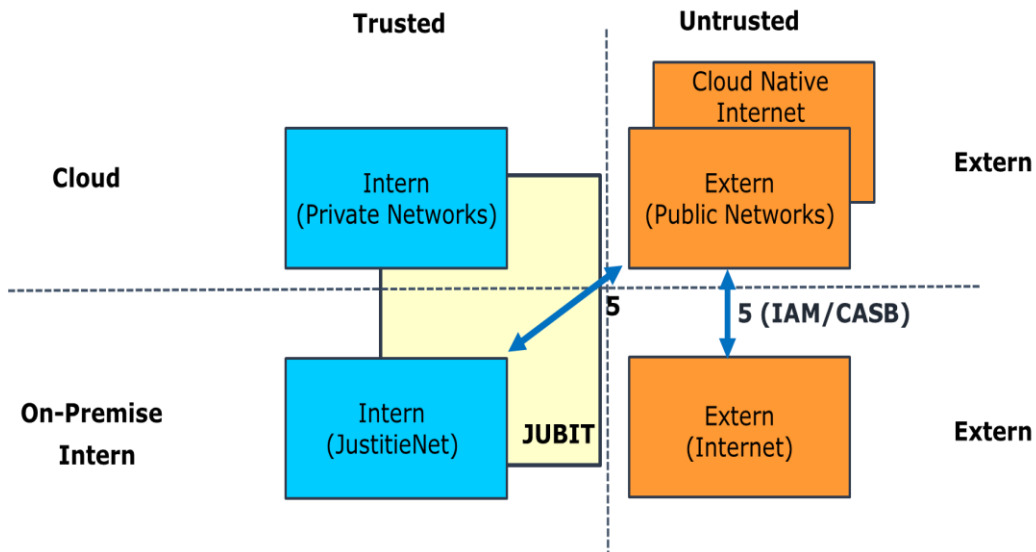 Trusted
Untrusted
Cloud Native
Internet
Cloud
Intern
(Private Networks)
Extern
(Public Networks)
Extern
5
5 (IAM/CASB)
On-Premise
Intern
Intern
(JustitieNet)
JUBIT
Extern
(Internet)
Extern